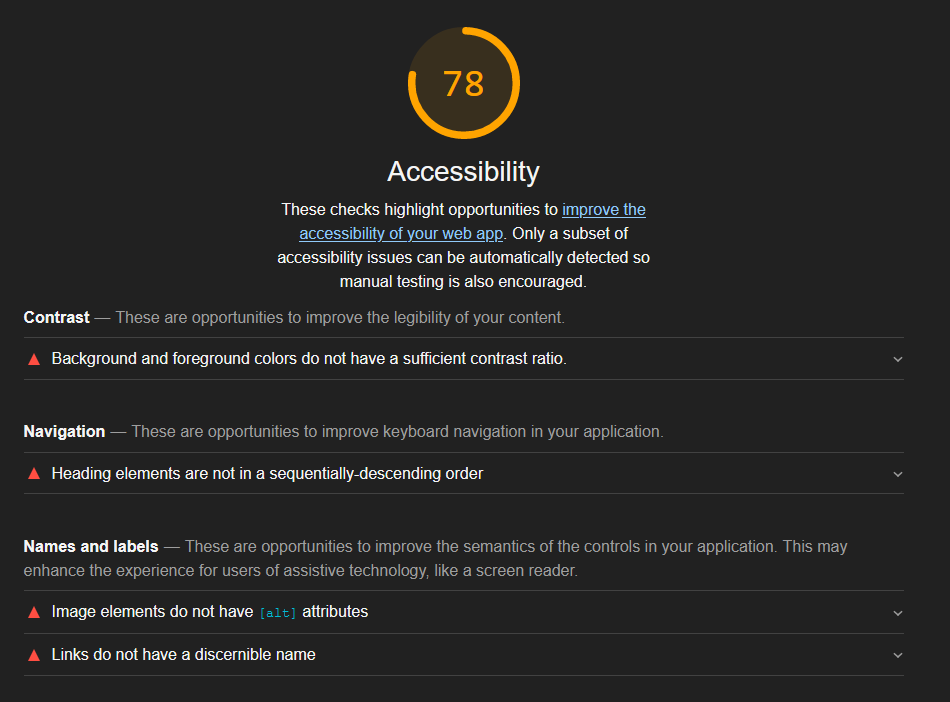 78
Accessibility
These checks highlight opportunities to improve the
accessibility of your web app. Only a subset of
accessibility issues can be automatically detected so
manual testing is also encouraged.
Contrast — These are opportunities to improve the legibility of your content.
Background and foreground colors do not have a sufficient contrast ratio.
Navigation — These are opportunities to improve keyboard navigation in your application.
Heading elements are not in a sequentially-descending order
Names and labels — These are opportunities to improve the semantics of the controls in your application. This may
enhance the experience for users of assistive technology, like a screen reader.
Image elements do not have [alt] attributes
Links do not have a discernible name